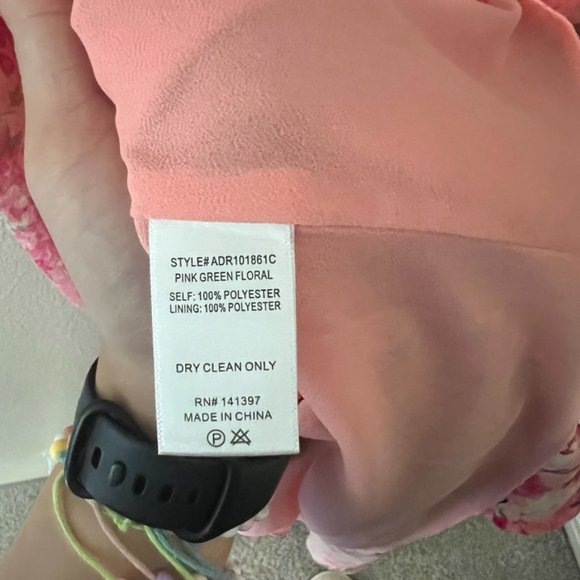 STYLE# ADR101861C
PINK GREEN FLORAL
SELF: 100% POLYESTER
LINING: 100% POLYESTER
DRY CLEAN ONLY
RN# 141397
MADE IN CHINA
P